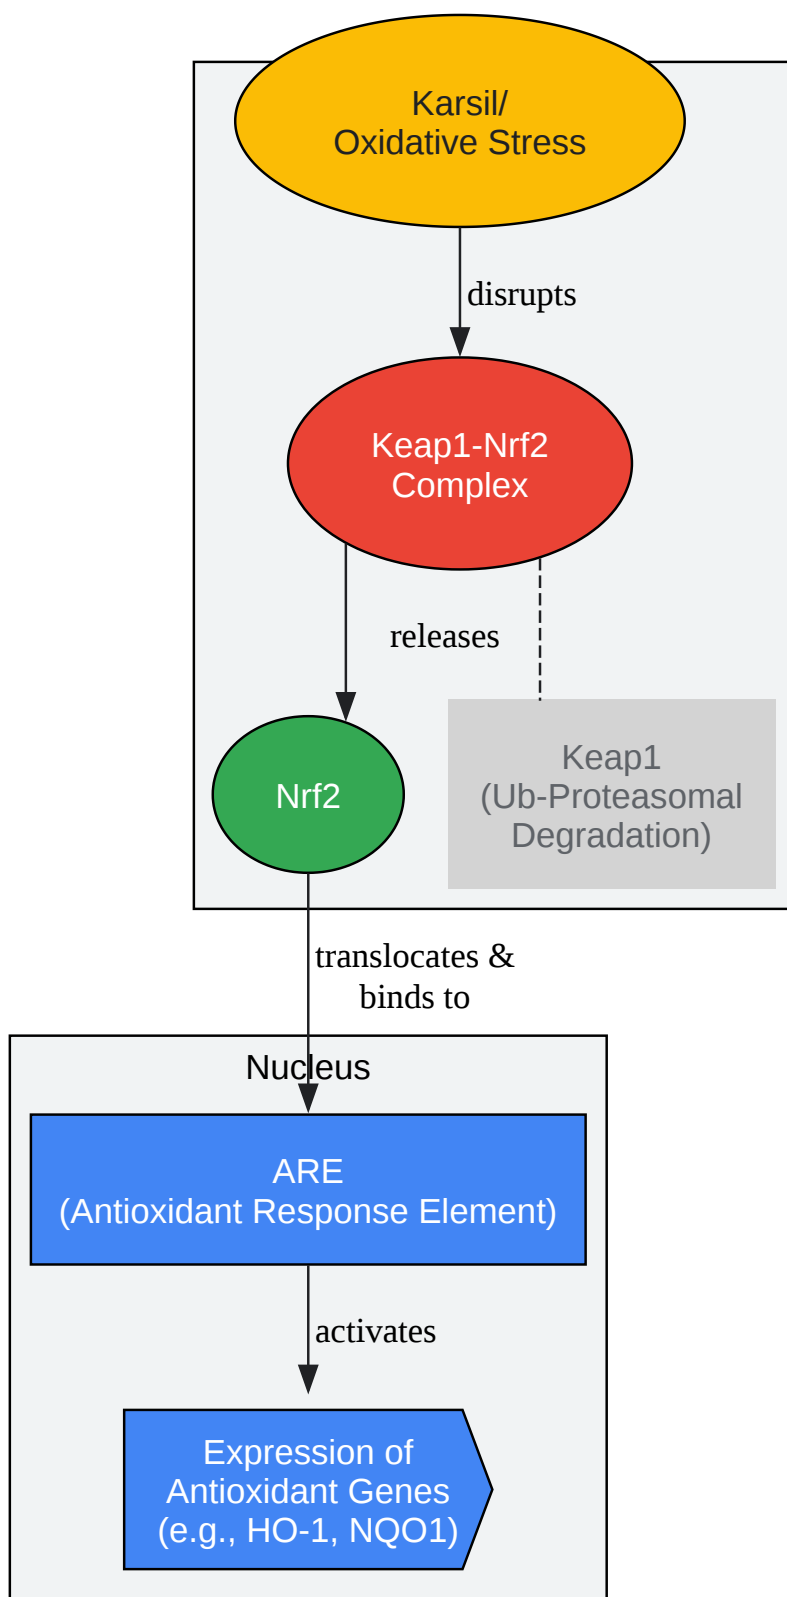 Karsil/
Oxidative Stress
disrupts
Keap1-Nrf2
Complex
releases
Nrf2
Keap1
(Ub-Proteasomal
Degradation)
translocates &
binds to
Nucleus
ARE
(Antioxidant Response Element)
activates
Expression of
Antioxidant Genes
(e.g., HO-1, NQO1)